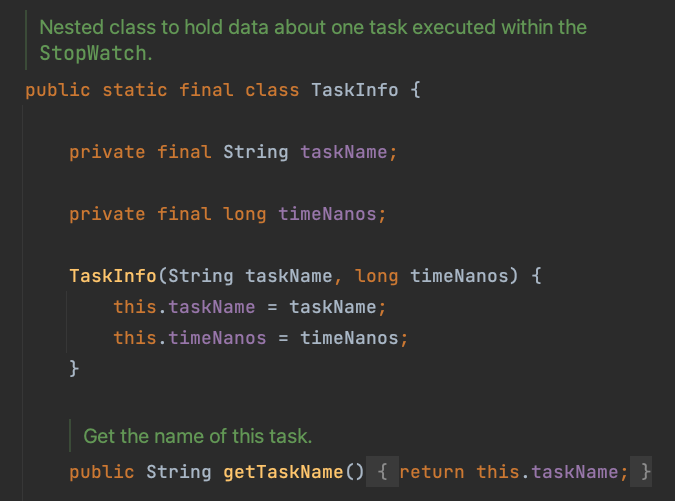 Nested class to hold data about one task executed within the
StopWatch.
public static final class TaskInfo {
private final String taskName;
private final long timeNanos;
TaskInfo(String taskName, long timeNanos) {
this.taskName = taskName;
this.timeNanos = timeNanos;
}
Get the name of this task.
public String getTaskName() { return this.taskName; }